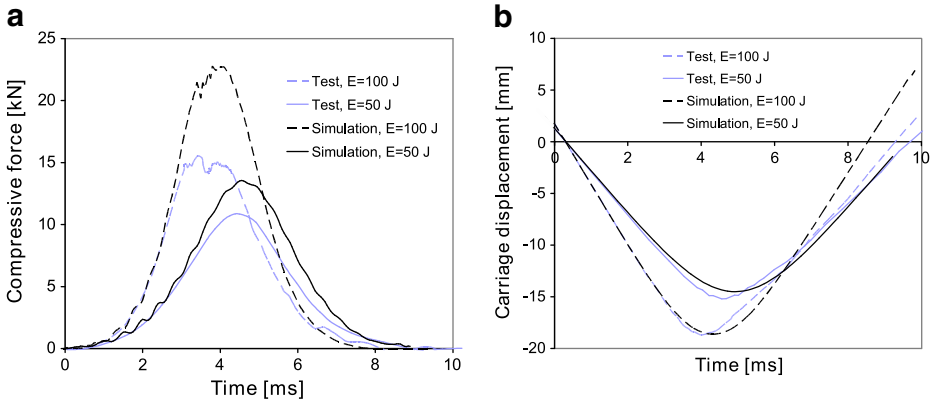 a
25
20
15
10
5
0
Compressive force [kN]
Test, E=100 J
Test, E=50 J
Simulation, E=100 J
Simulation, E=50 J
0 2 4 6 8 10
Time [ms]
b
10
5
0
-5
-10
-15
-20
Carriage displacement [mm]
Test, E=100 J
Test, E=50 J
Simulation, E=100 J
Simulation, E=50 J
0 2 4 6 8 10
Time [ms]